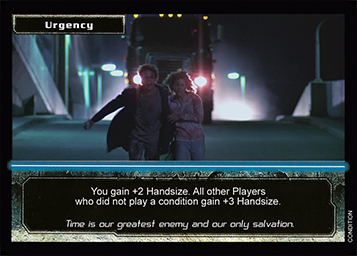 Urgency
You gain +2 Handsize. All other Players
who did not play a condition gain +3 Handsize.
Time is our greatest enemy and our only salvation.
CONDITION